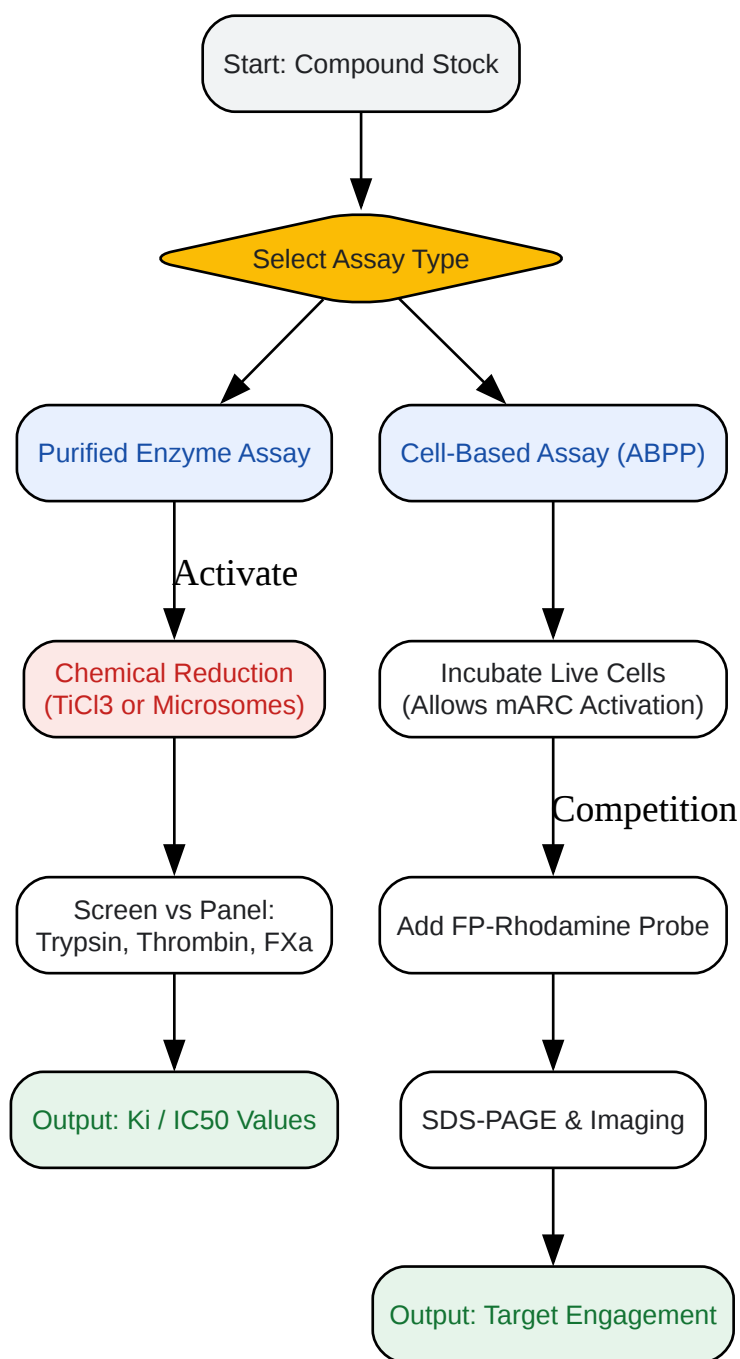 Start: Compound Stock
Select Assay Type
Purified Enzyme Assay
Cell-Based Assay (ABPP)
Activate
Chemical Reduction
(TiCl3 or Microsomes)
Incubate Live Cells
(Allows mARC Activation)
Competition
Screen vs Panel:
Trypsin, Thrombin, FXa
Add FP-Rhodamine Probe
Output: Ki / IC50 Values
SDS-PAGE & Imaging
Output: Target Engagement